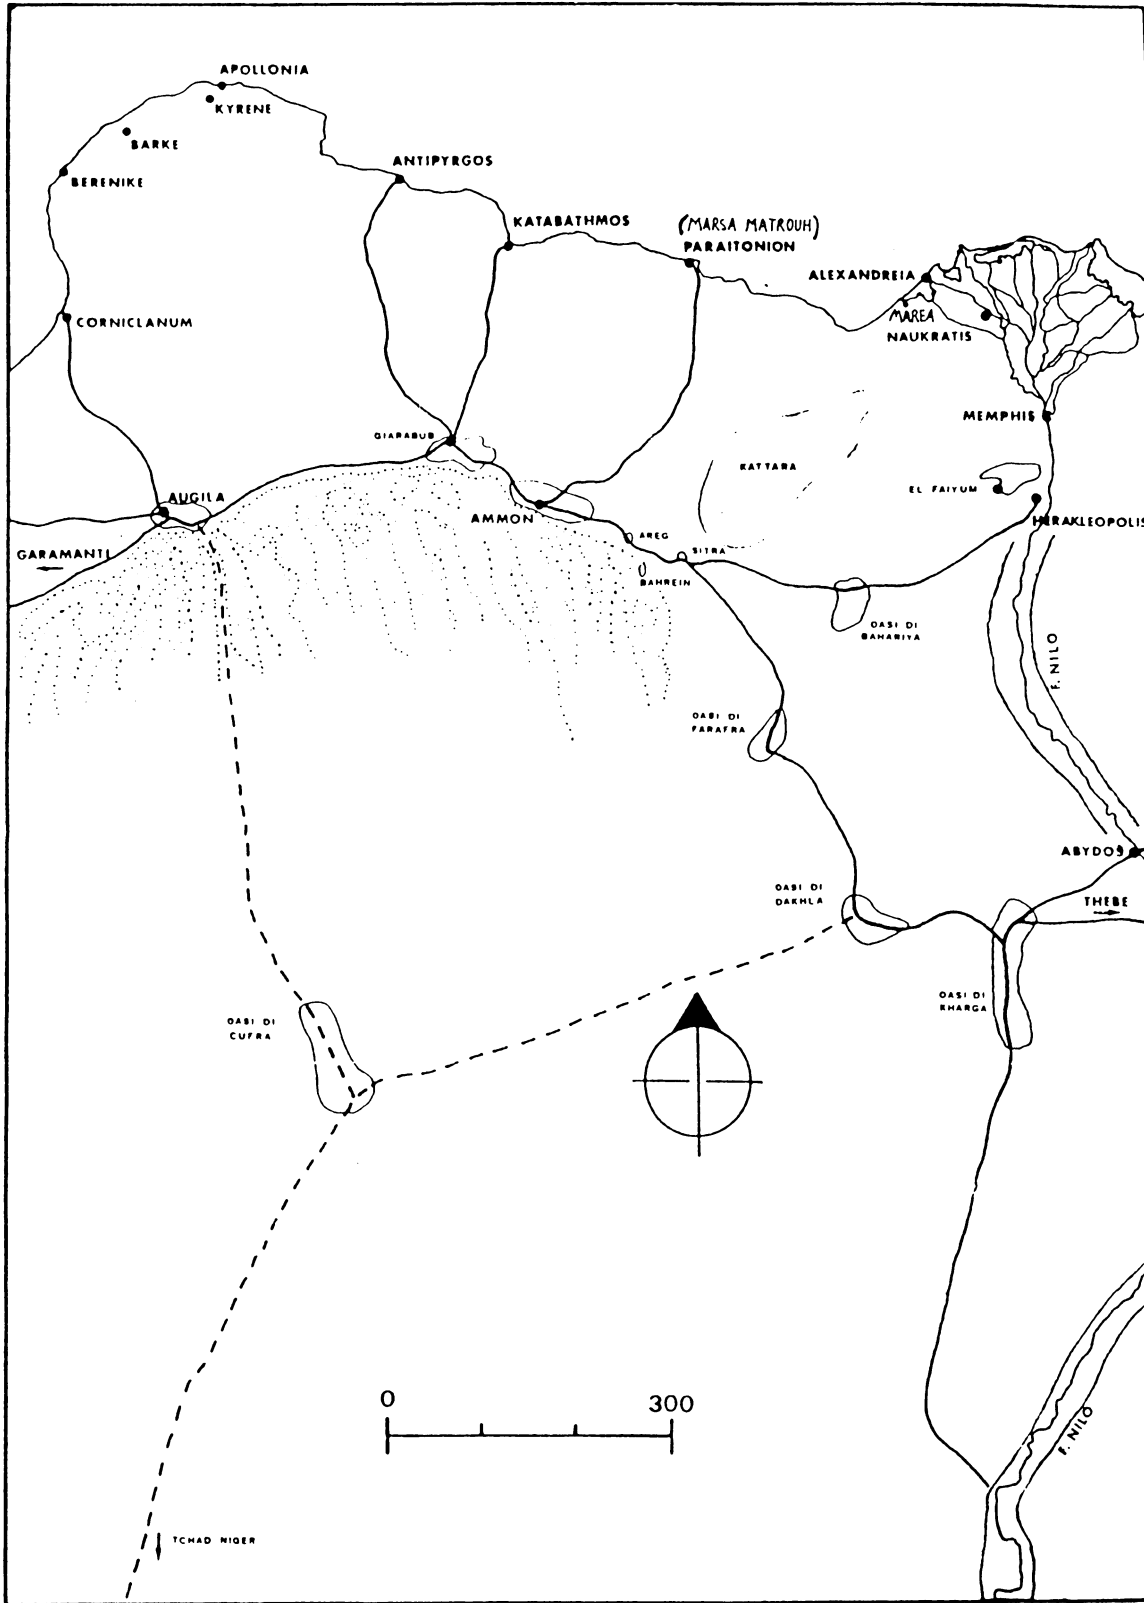 APOLLONIA
KYRENE
BARKE
BERENIKE
ANTIPYRGOS
KATABATHMOS
(MARSA MATROUH)
PARAITONION
ALEXANDREIA
MAREA
NAUKRATIS
CORNICLANUM
MEMPHIS
GIARABUB
KATTARA
EL FAIYUM
HERAKLEOPOLIS
AUGILA
AMMON
AREG
SITRA
BAHREIN
GARAMANTI
OASI DI
BAHARIYA
F. NILO
OASI DI
FARAFRA
ABYDOS
OASI DI
DAKHLA
THEBE
OASI DI
KHARGA
OASI DI
CUFRA
0 300
F. NILO
TCHAD NIGER